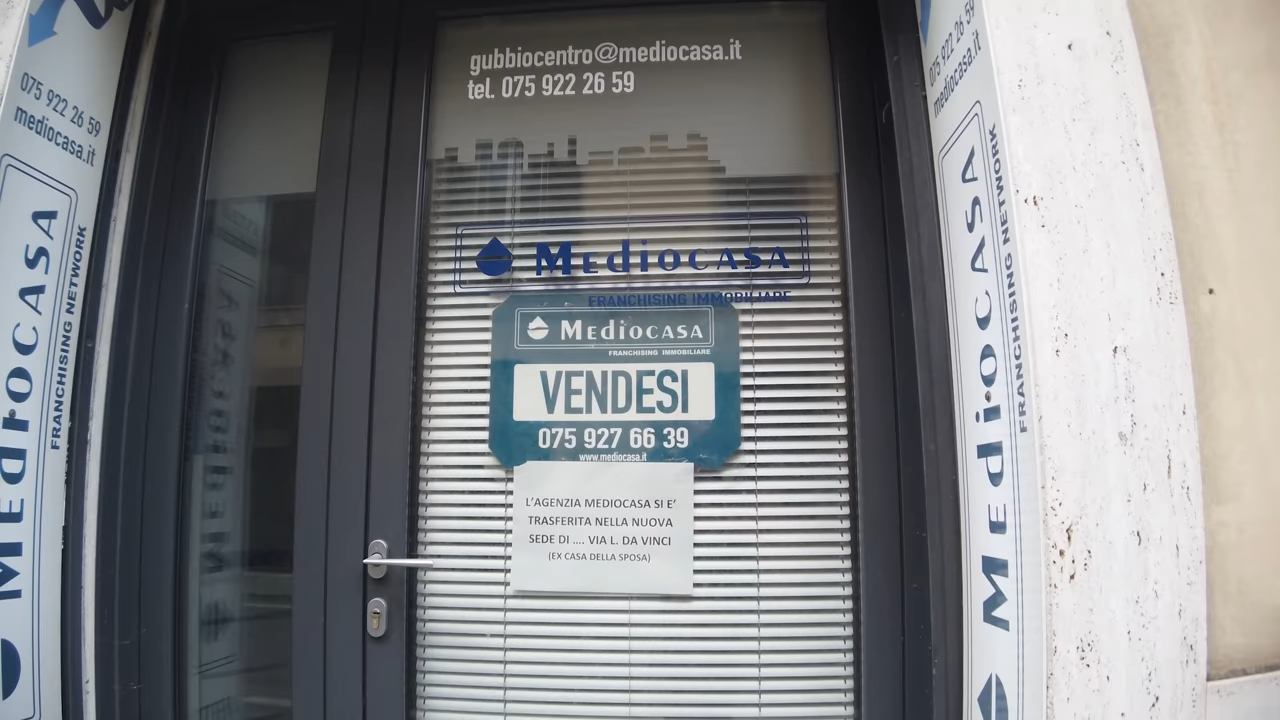 gubbiocentro@mediocasa.it
tel. 075 922 26 59
MEDIOCASA
FRANCHISING IMMOBILIARE
MEDIOCASA
FRANCHISING IMMOBILIARE
VENDESI
075 927 66 39
www.mediocasa.it
L'AGENZIA MEDIOCASA SI E'
TRASFERITA NELLA NUOVA
SEDE DI .... VIA L. DA VINCI
(EX CASA DELLA SPOSA)
075 922 26 59
mediocasa.it
MEDIOCASA
FRANCHISING NETWORK
075 922 26 59
mediocasa.it
MEDIOCASA
FRANCHISING NETWORK